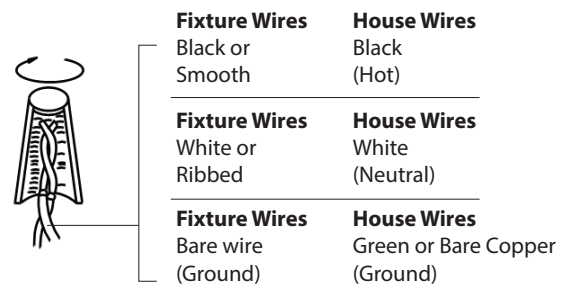 Fixture Wires House Wires
Black or Black
Smooth (Hot)
Fixture Wires House Wires
White or White
Ribbed (Neutral)
Fixture Wires House Wires
Bare wire Green or Bare Copper
(Ground) (Ground)